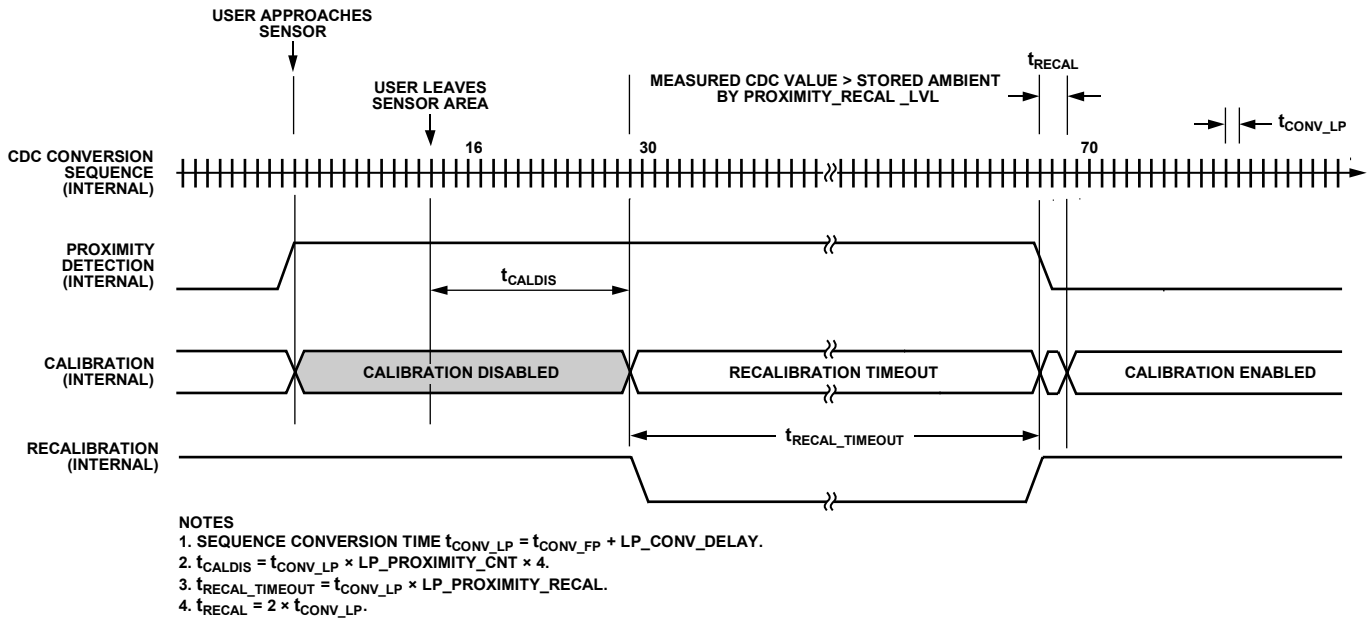 USER APPROACHES
SENSOR
USER LEAVES
SENSOR AREA
MEASURED CDC VALUE > STORED AMBIENT
BY PROXIMITY_RECAL _LVL
tRECAL
tCONV_LP
16
30
70
CDC CONVERSION
SEQUENCE
(INTERNAL)
PROXIMITY
DETECTION
(INTERNAL)
tCALDIS
CALIBRATION
(INTERNAL)
CALIBRATION DISABLED
RECALIBRATION TIMEOUT
CALIBRATION ENABLED
tRECAL_TIMEOUT
RECALIBRATION
(INTERNAL)
NOTES
1. SEQUENCE CONVERSION TIME tCONV_LP = tCONV_FP + LP_CONV_DELAY.
2. tCALDIS = tCONV_LP × LP_PROXIMITY_CNT × 4.
3. tRECAL_TIMEOUT = tCONV_LP × LP_PROXIMITY_RECAL.
4. tRECAL = 2 × tCONV_LP.